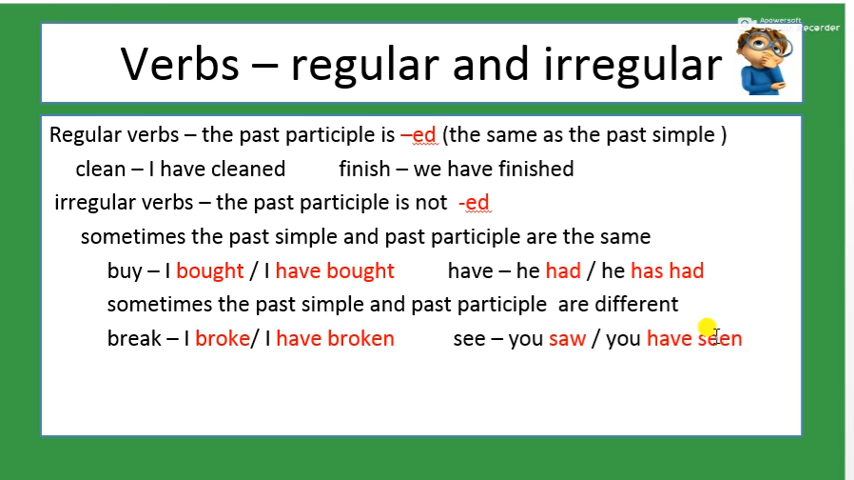 Apowersoft
Screen Recorder
Verbs – regular and irregular
Regular verbs – the past participle is –ed (the same as the past simple )
clean – I have cleaned finish – we have finished
irregular verbs – the past participle is not -ed
sometimes the past simple and past participle are the same
buy – I bought / I have bought have – he had / he has had
sometimes the past simple and past participle are different
break – I broke/ I have broken see – you saw / you have seen